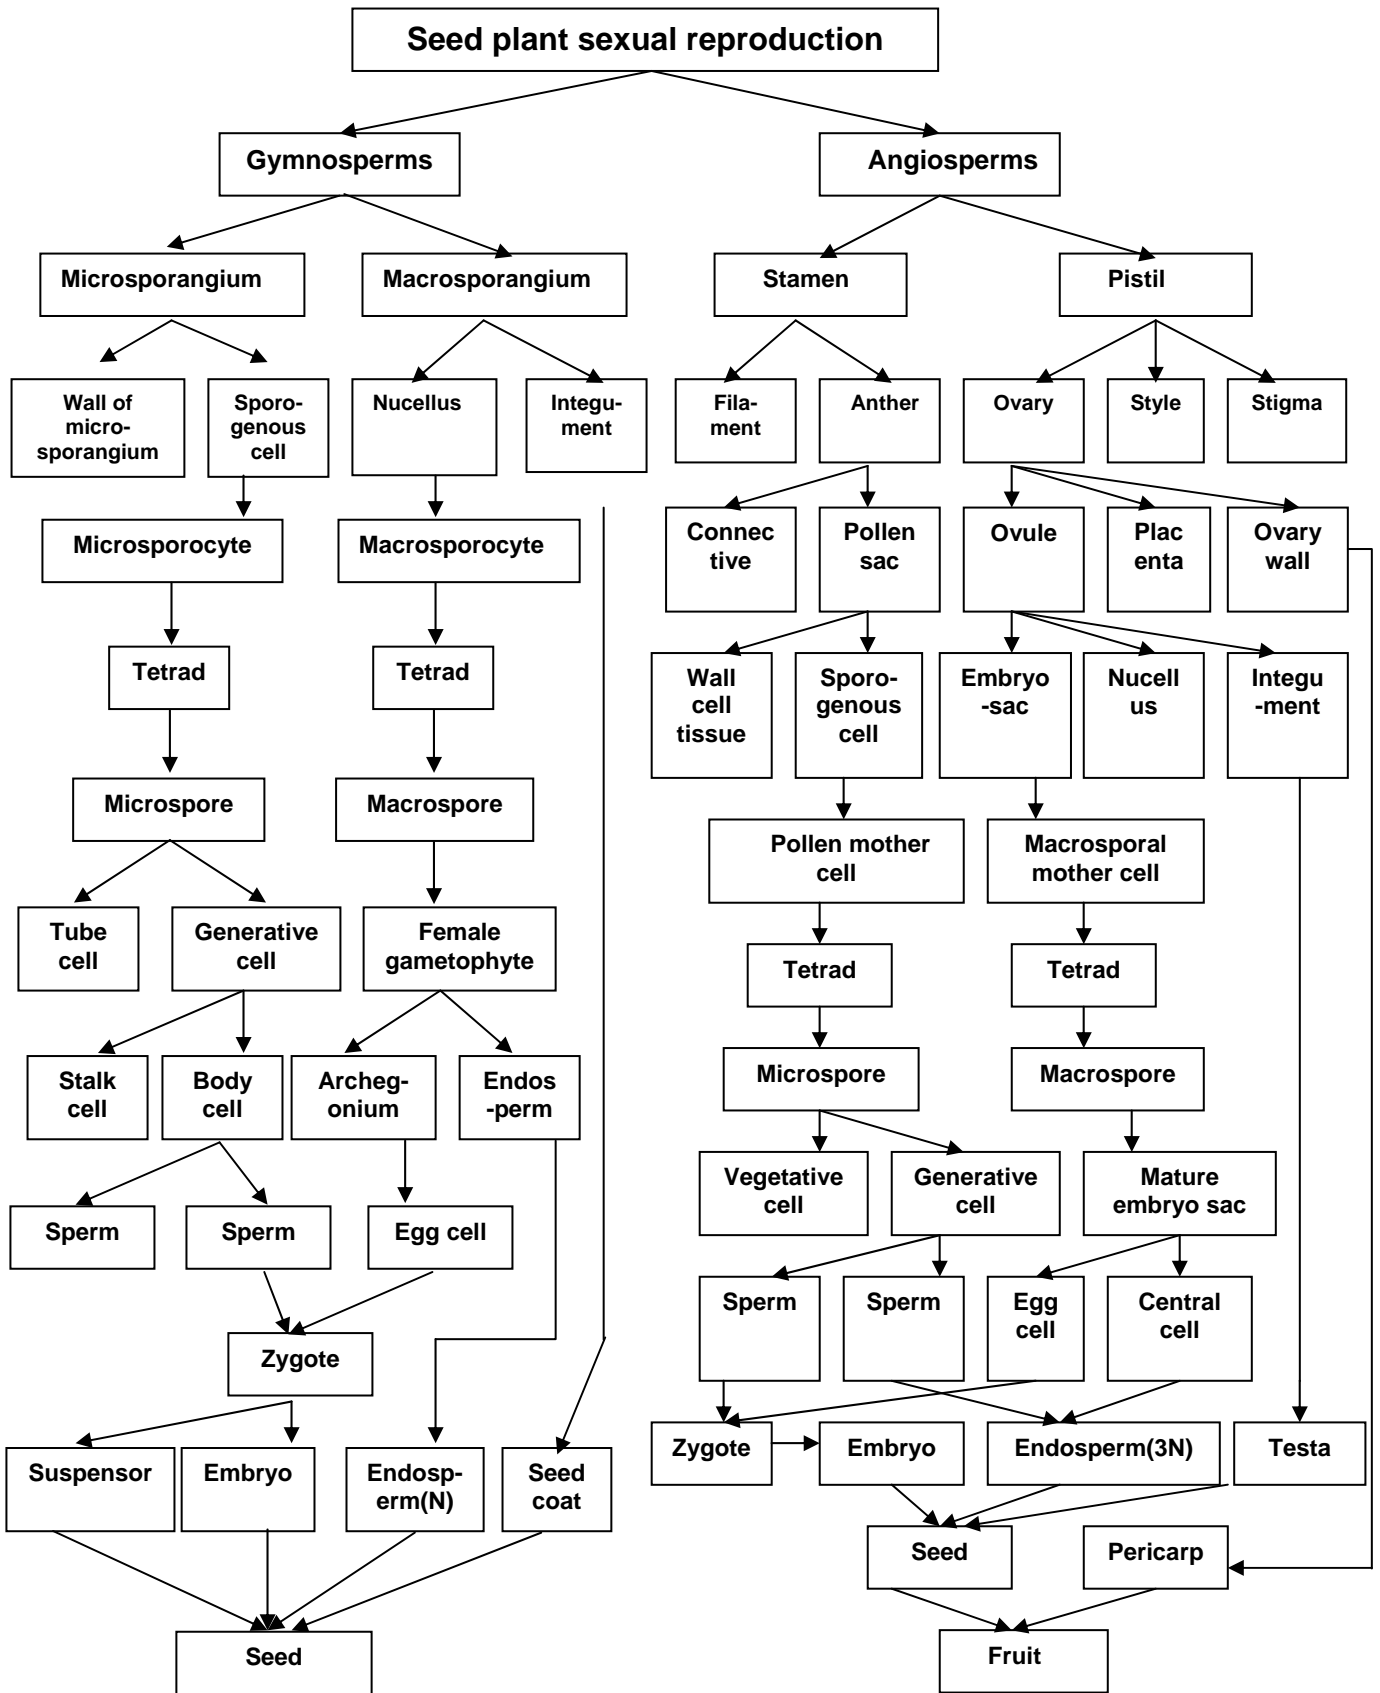 Seed plant sexual reproduction
Gymnosperms
Angiosperms
Microsporangium
Macrosporangium
Stamen
Pistil
Wall of
micro-
sporangium
Sporo-
genous
cell
Nucellus
Integu-
ment
Fila-
ment
Anther
Ovary
Style
Stigma
Microsporocyte
Macrosporocyte
Connec
tive
Pollen
sac
Ovule
Plac
enta
Ovary
wall
Tetrad
Tetrad
Wall
cell
tissue
Sporo-
genous
cell
Embryo
-sac
Nucell
us
Integu
-ment
Microspore
Macrospore
Pollen mother
cell
Macrosporal
mother cell
Tube
cell
Generative
cell
Female
gametophyte
Tetrad
Tetrad
Stalk
cell
Body
cell
Archeg-
onium
Endos
-perm
Microspore
Macrospore
Vegetative
cell
Generative
cell
Mature
embryo sac
Sperm
Sperm
Egg cell
Sperm
Sperm
Egg
cell
Central
cell
Zygote
Zygote
Embryo
Endosperm(3N)
Testa
Suspensor
Embryo
Endosp-
erm(N)
Seed
coat
Seed
Pericarp
Seed
Fruit